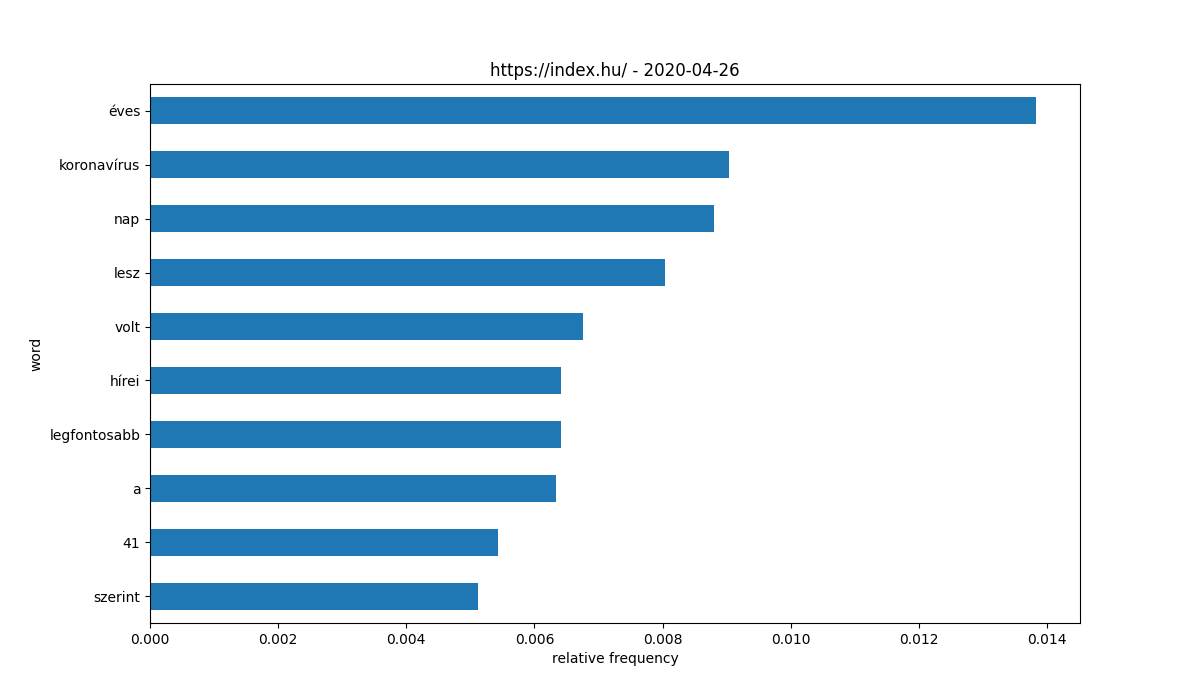 https://index.hu/ - 2020-04-26
word
éves
koronavírus
nap
lesz
volt
hírei
legfontosabb
a
41
szerint
0.000 0.002 0.004 0.006 0.008 0.010 0.012 0.014
relative frequency